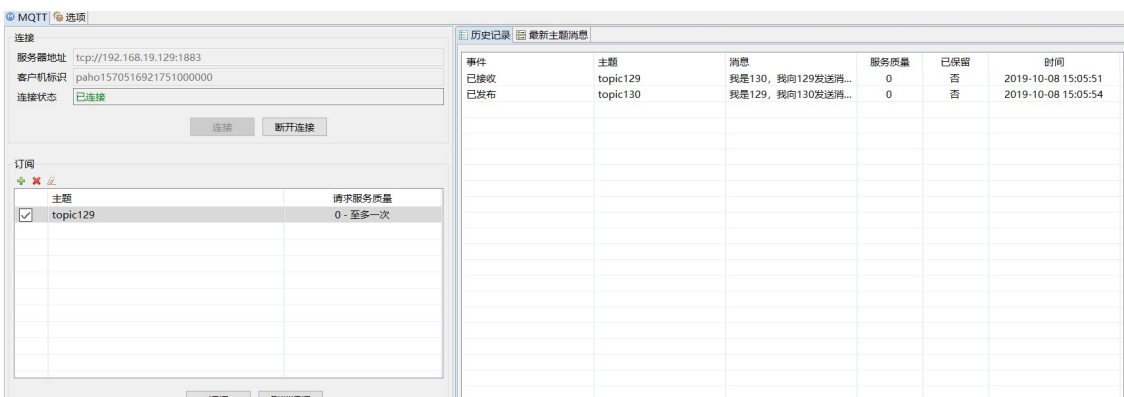 MQTT 选项
连接
服务器地址 tcp://192.168.19.129:1883
客户机标识 paho1570516921751000000
连接状态 已连接
连接 断开连接
订阅
主题 请求服务质量
topic129 0 - 至多一次
历史记录 最新主题消息
事件 主题 消息 服务质量 已保留 时间
已接收 topic129 我是130，我向129发送消... 0 否 2019-10-08 15:05:51
已发布 topic130 我是129，我向130发送消... 0 否 2019-10-08 15:05:54